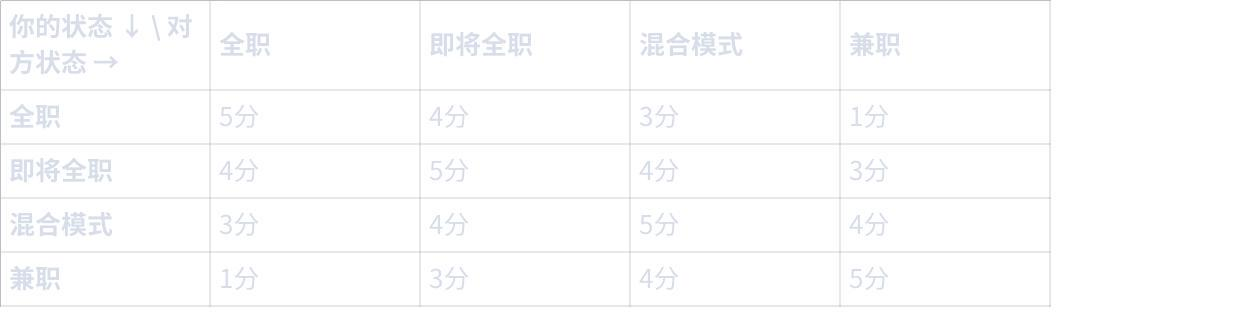 你的状态 ↓ \ 对方状态 → 全职 即将全职 混合模式 兼职
全职 5分 4分 3分 1分
即将全职 4分 5分 4分 3分
混合模式 3分 4分 5分 4分
兼职 1分 3分 4分 5分